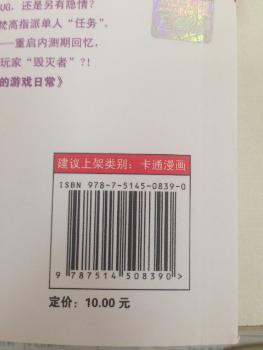 UG，还是另有隐情？
梵高指派单人“任务”。
——重启内测期回忆，
玩家“毁灭者”？！
的游戏日常》
建议上架类别：卡通漫画
ISBN 978-7-5145-0839-0
9 787514 508390 >
定价：10.00 元